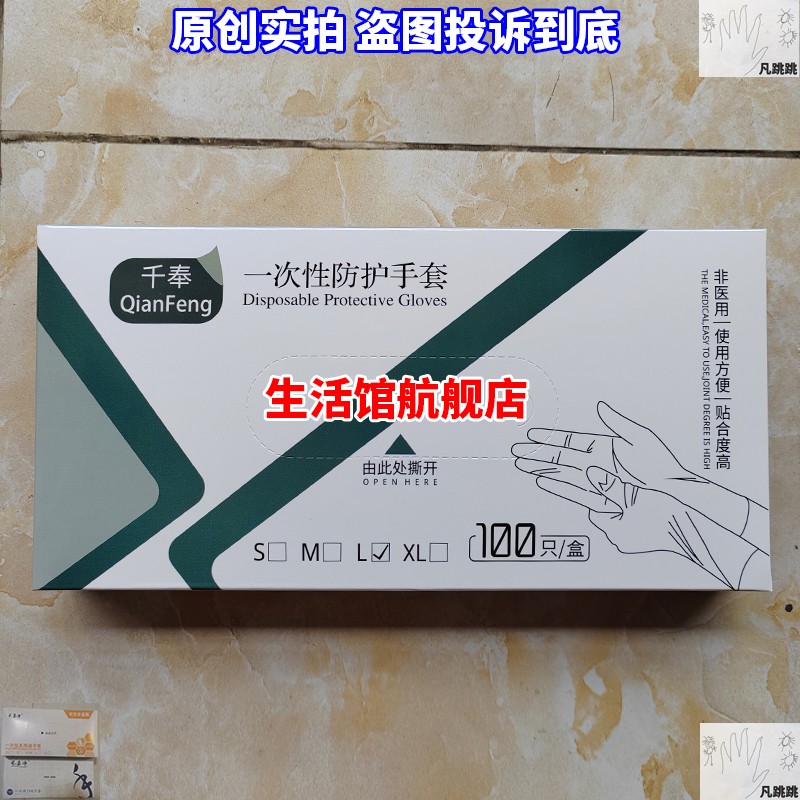 原创实拍 盗图投诉到底
凡跳跳
千奉
QianFeng
一次性防护手套
Disposable Protective Gloves
非医用|使用方便|贴合度高
THE MEDICAL,EASY TO USE,JOINT DEGREE IS HIGH
生活馆航舰店
由此处撕开
OPEN HERE
S M L XL
100只/盒
凡跳跳